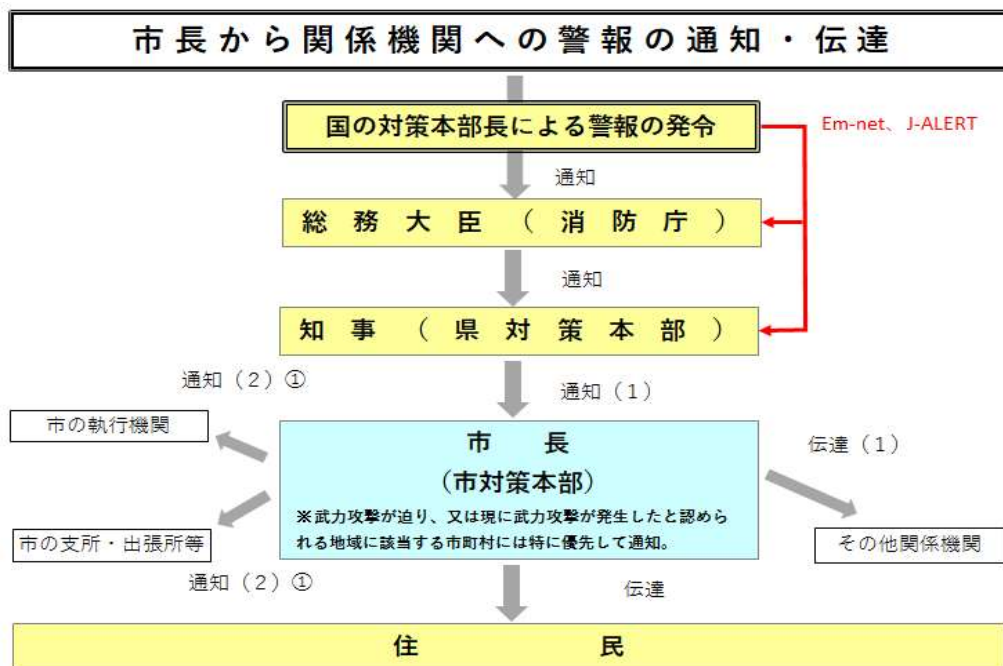 市長から関係機関への警報の通知・伝達
国の対策本部長による警報の発令
Em-net、J-ALERT
通知
総務大臣（消防庁）
通知
知事（県対策本部）
通知（２）①
通知（１）
市の執行機関
市長
（市対策本部）
※武力攻撃が迫り、又は現に武力攻撃が発生したと認めら
れる地域に該当する市町村には特に優先して通知。
伝達（１）
市の支所・出張所等
その他関係機関
通知（２）①
伝達
住民